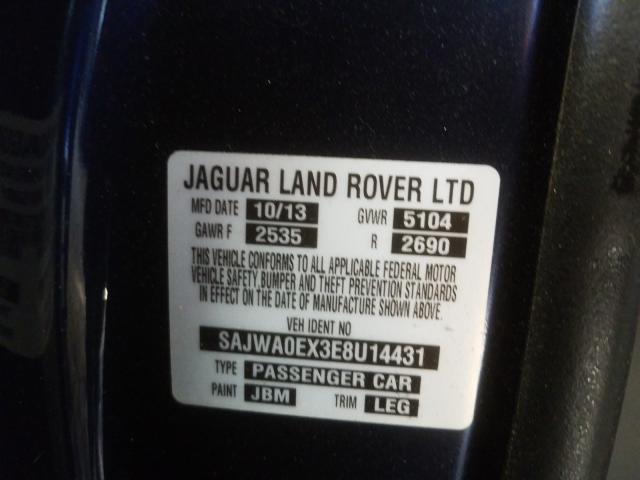 JAGUAR LAND ROVER LTD
MFD DATE 10/13 GVWR 5104
GAWR F 2535 R 2690
THIS VEHICLE CONFORMS TO ALL APPLICABLE FEDERAL MOTOR
VEHICLE SAFETY, BUMPER AND THEFT PREVENTION STANDARDS
IN EFFECT ON THE DATE OF MANUFACTURE SHOWN ABOVE.
VEH IDENT NO
SAJWA0EX3E8U14431
TYPE PASSENGER CAR
PAINT JBM TRIM LEG